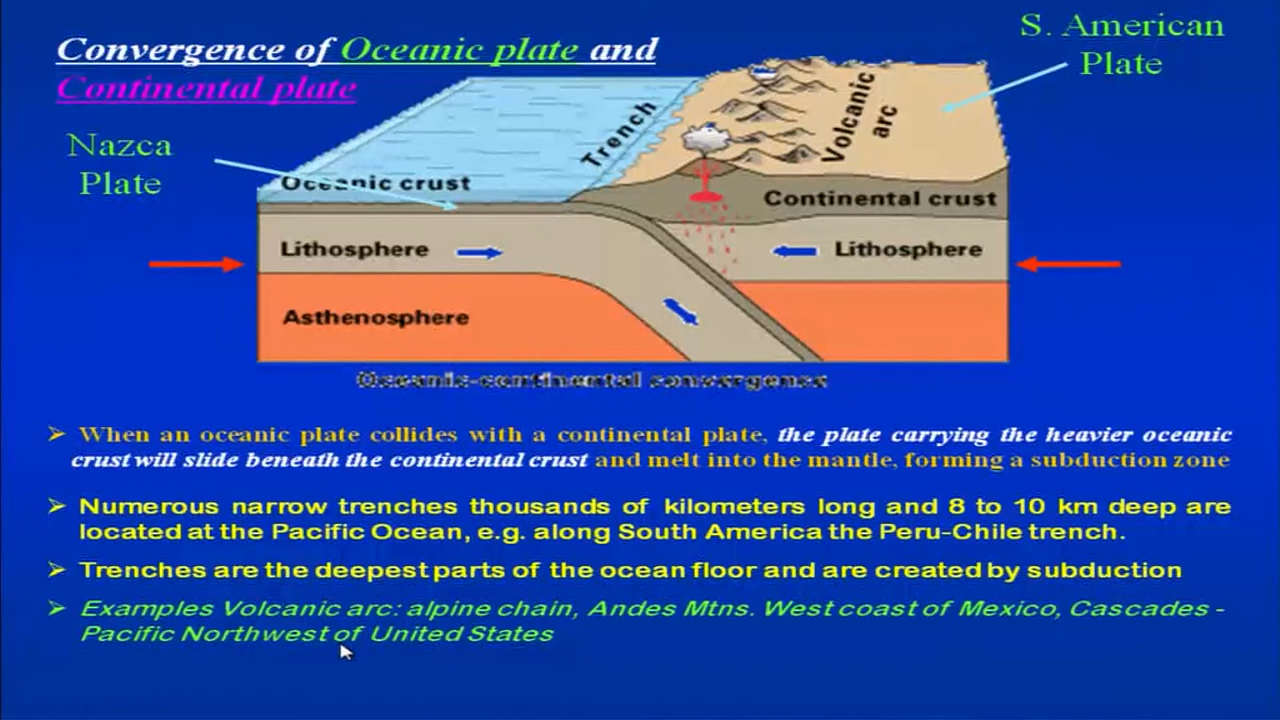 Convergence of Oceanic plate and
Continental plate
S. American
Plate
Nazca
Plate
Trench
Volcanic
arc
Oceanic crust
Continental crust
Lithosphere
Lithosphere
Asthenosphere
Oceanic-continental convergence
➢ When an oceanic plate collides with a continental plate, the plate carrying the heavier oceanic
crust will slide beneath the continental crust and melt into the mantle, forming a subduction zone
➢ Numerous narrow trenches thousands of kilometers long and 8 to 10 km deep are
located at the Pacific Ocean, e.g. along South America the Peru-Chile trench.
➢ Trenches are the deepest parts of the ocean floor and are created by subduction
➢ Examples Volcanic arc: alpine chain, Andes Mtns. West coast of Mexico, Cascades -
Pacific Northwest of United States